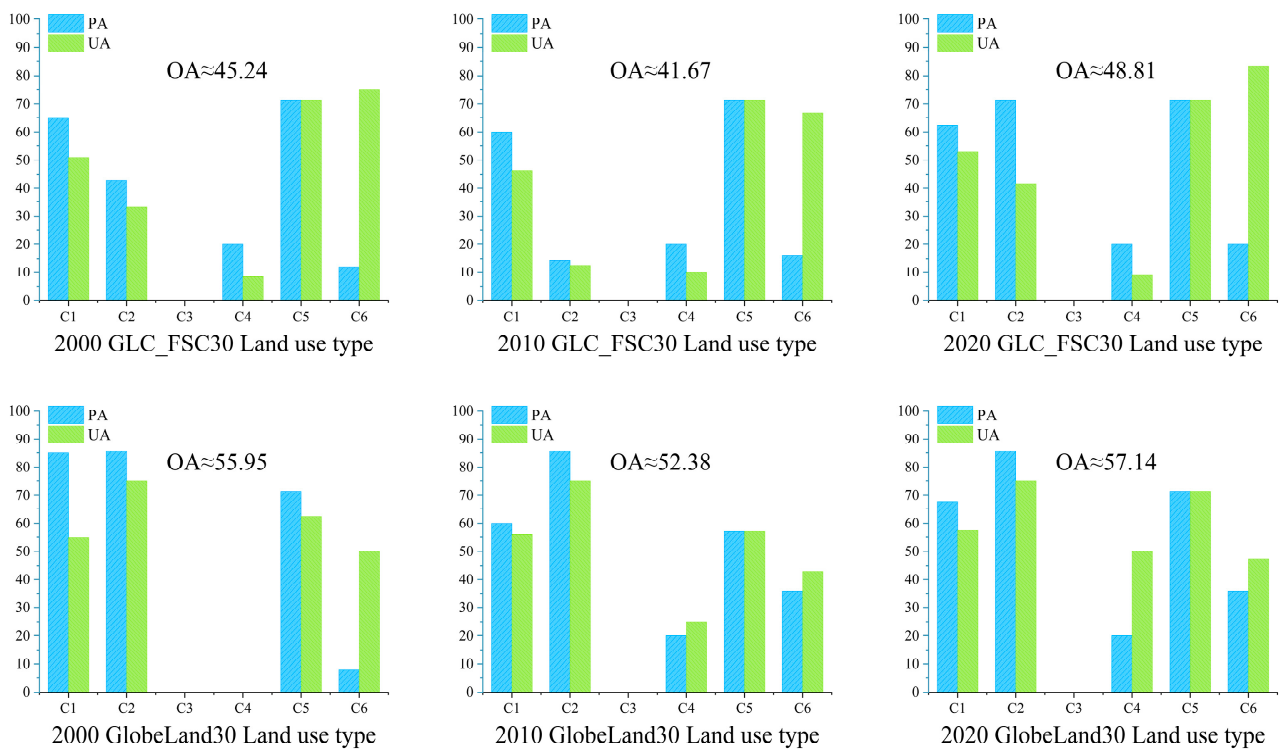 100
90
80
70
60
50
40
30
20
10
0
PA
UA
OA≈45.24
C1 C2 C3 C4 C5 C6
2000 GLC_FSC30 Land use type
100
90
80
70
60
50
40
30
20
10
0
PA
UA
OA≈41.67
C1 C2 C3 C4 C5 C6
2010 GLC_FSC30 Land use type
100
90
80
70
60
50
40
30
20
10
0
PA
UA
OA≈48.81
C1 C2 C3 C4 C5 C6
2020 GLC_FSC30 Land use type
100
90
80
70
60
50
40
30
20
10
0
PA
UA
OA≈55.95
C1 C2 C3 C4 C5 C6
2000 GlobeLand30 Land use type
100
90
80
70
60
50
40
30
20
10
0
PA
UA
OA≈52.38
C1 C2 C3 C4 C5 C6
2010 GlobeLand30 Land use type
100
90
80
70
60
50
40
30
20
10
0
PA
UA
OA≈57.14
C1 C2 C3 C4 C5 C6
2020 GlobeLand30 Land use type